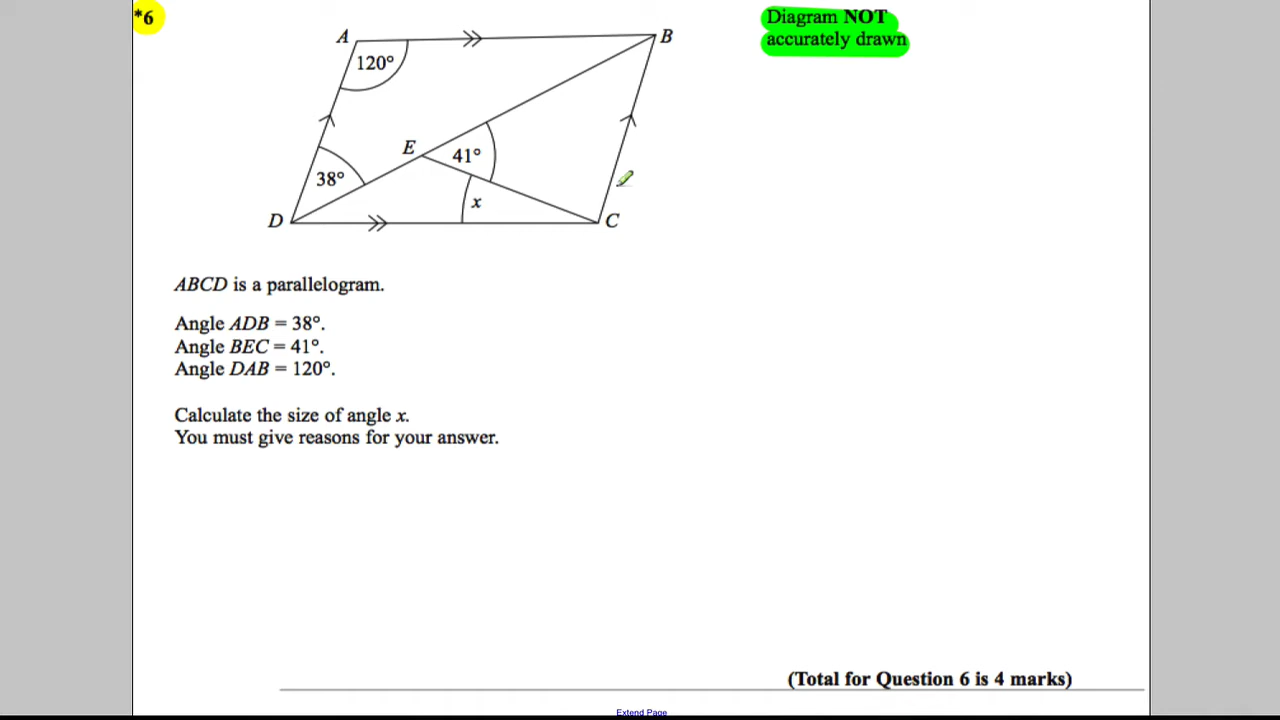 *6
Diagram NOT
accurately drawn
A
B
120°
E
41°
38°
x
D
C
ABCD is a parallelogram.
Angle ADB = 38°.
Angle BEC = 41°.
Angle DAB = 120°.
Calculate the size of angle x.
You must give reasons for your answer.
(Total for Question 6 is 4 marks)
Extend Page